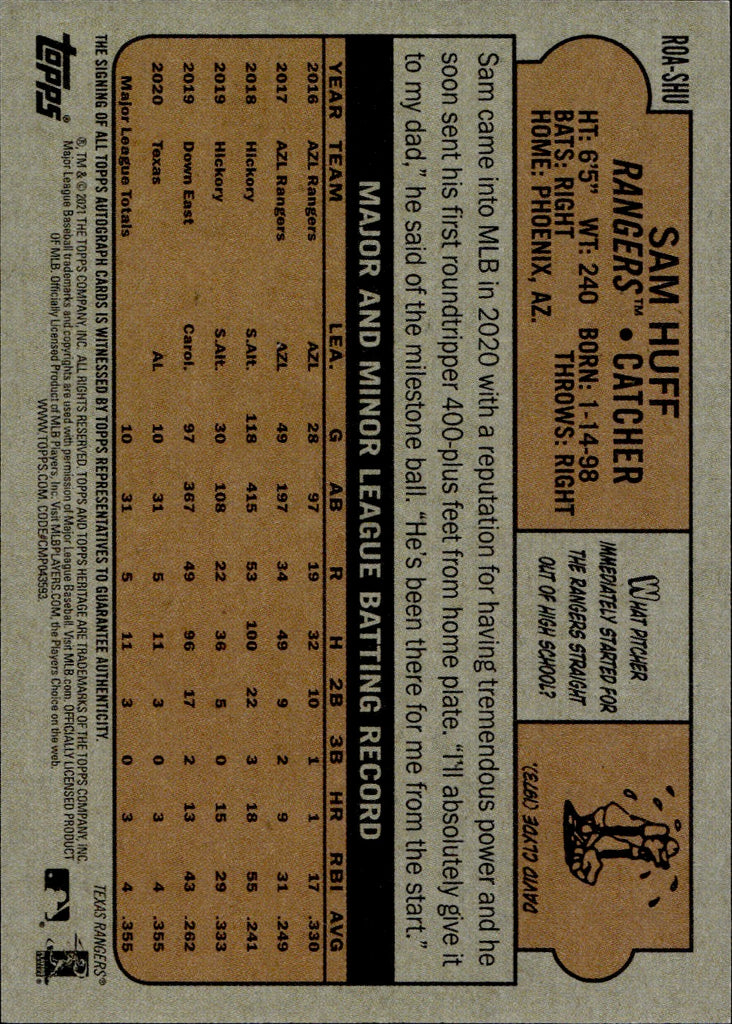 ROA-SHU
SAM HUFF
RANGERS™ • CATCHER
HT: 6'5" WT: 240 BORN: 1-14-98
BATS: RIGHT THROWS: RIGHT
HOME: PHOENIX, AZ.
WHAT PITCHER
IMMEDIATELY STARTED FOR
THE RANGERS STRAIGHT
OUT OF HIGH SCHOOL?
DAVID CLYDE (1973).
Sam came into MLB in 2020 with a reputation for having tremendous power and he
soon sent his first roundtripper 400-plus feet from home plate. "I'll absolutely give it
to my dad," he said of the milestone ball. "He's been there for me from the start."
MAJOR AND MINOR LEAGUE BATTING RECORD
YEAR TEAM LEA. G AB R H 2B 3B HR RBI AVG
2016 AZL Rangers AZL 28 97 19 32 10 1 1 17 .330
2017 AZL Rangers AZL 49 197 34 49 9 2 9 31 .249
2018 Hickory S.Alt. 118 415 53 100 22 3 18 55 .241
2019 Hickory S.Alt. 30 108 22 36 5 0 15 29 .333
2019 Down East Carol. 97 367 49 96 17 2 13 43 .262
2020 Texas AL 10 31 5 11 3 0 3 4 .355
Major League Totals 10 31 5 11 3 0 3 4 .355
THE SIGNING OF ALL TOPPS AUTOGRAPH CARDS IS WITNESSED BY TOPPS REPRESENTATIVES TO GUARANTEE AUTHENTICITY.
TEXAS RANGERS®
topps®
®, TM & © 2021 THE TOPPS COMPANY, INC. ALL RIGHTS RESERVED. TOPPS AND TOPPS HERITAGE ARE TRADEMARKS OF THE TOPPS COMPANY, INC.
Major League Baseball trademarks and copyrights are used with permission of Major League Baseball. Visit MLB.com. OFFICIALLY LICENSED PRODUCT
OF MLB Players, Inc. Officially Licensed Product of MLB Players, Inc. Visit MLBPLAYERS.COM, the Players Choice on the web.
WWW.TOPPS.COM. CODE#CMP043593